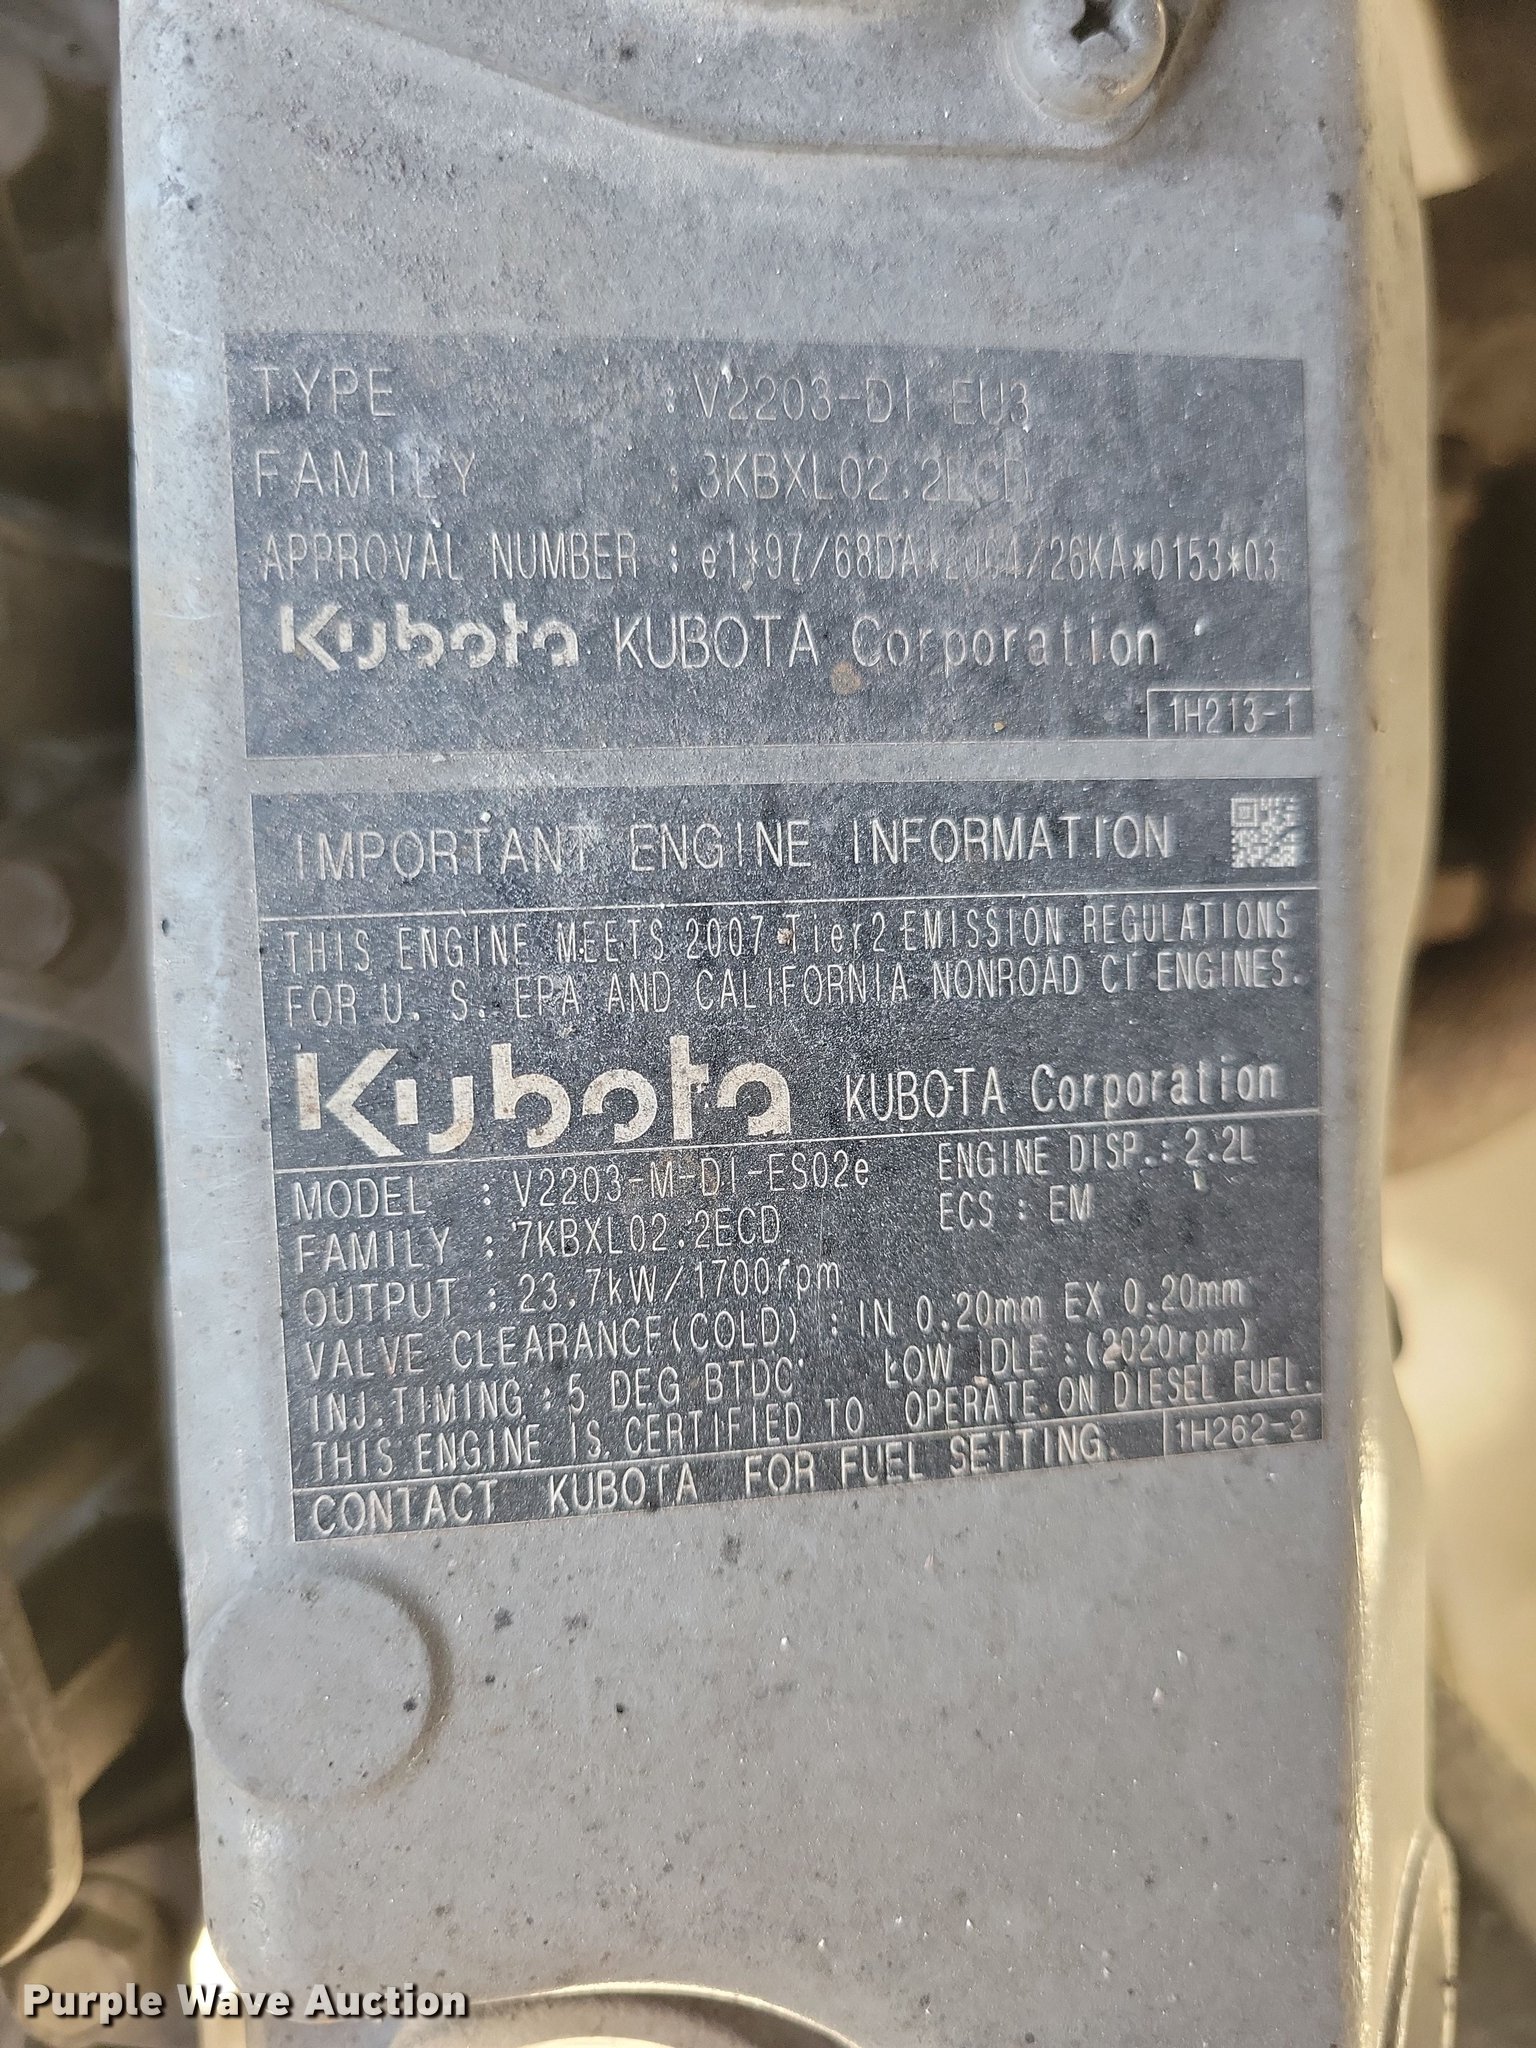 TYPE : V2203-DI-EU3
FAMILY : 3KBXL02.2ECD
APPROVAL NUMBER : e1*97/68DA*2004/26KA*0153*03
Kubota KUBOTA Corporation
1H213-1
IMPORTANT ENGINE INFORMATION
THIS ENGINE MEETS 2007 Tier2 EMISSION REGULATIONS
FOR U. S. EPA AND CALIFORNIA NONROAD CI ENGINES.
Kubota KUBOTA Corporation
MODEL : V2203-M-DI-ES02e ENGINE DISP.: 2.2L
FAMILY : 7KBXL02.2ECD ECS : EM
OUTPUT : 23.7kW/1700rpm
VALVE CLEARANCE(COLD) : IN 0.20mm EX 0.20mm
INJ.TIMING : 5 DEG BTDC LOW IDLE : (2020rpm)
THIS ENGINE IS CERTIFIED TO OPERATE ON DIESEL FUEL.
CONTACT KUBOTA FOR FUEL SETTING. 1H262-2
Purple Wave Auction